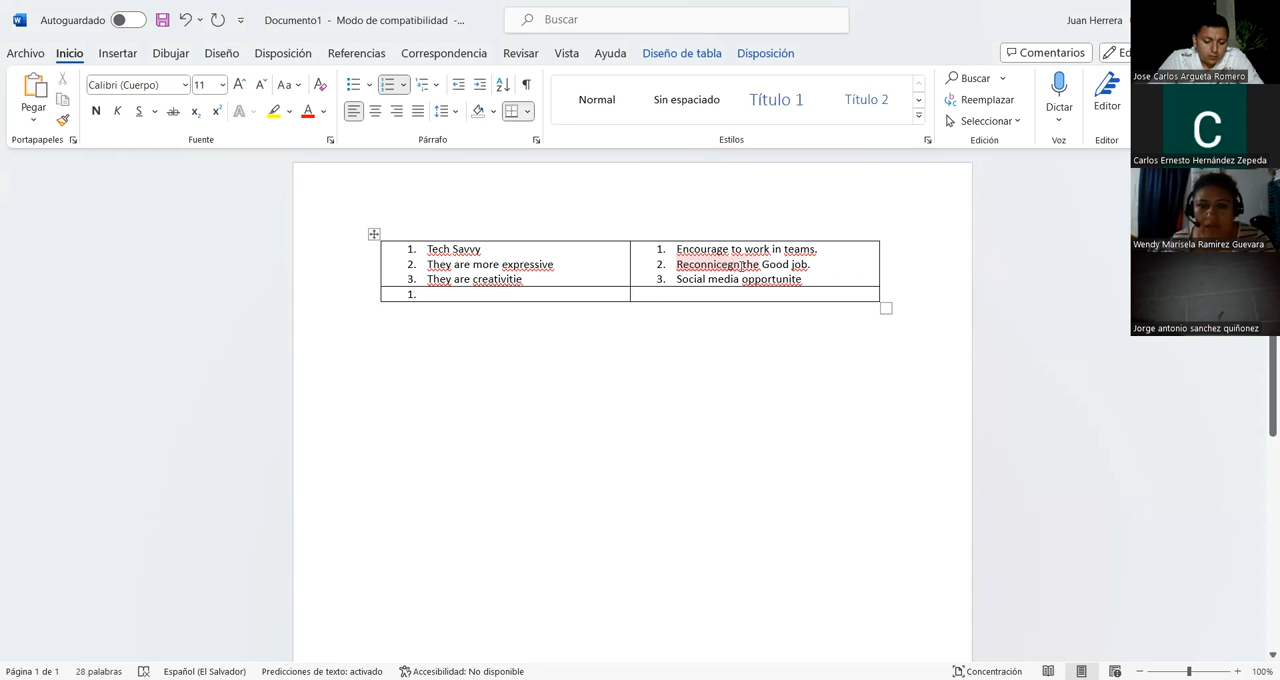 Autoguardado
Documento1 - Modo de compatibilidad -...
Buscar
Juan Herrera
Archivo Inicio Insertar Dibujar Diseño Disposición Referencias Correspondencia Revisar Vista Ayuda Diseño de tabla Disposición
Comentarios
Ed
Pegar
Portapapeles
Calibri (Cuerpo) 11
Fuente
Párrafo
Normal
Sin espaciado
Título 1
Título 2
Estilos
Buscar
Reemplazar
Seleccionar
Edición
Dictar
Voz
Editor
Editor
Jose Carlos Argueta Romero
C
Carlos Ernesto Hernández Zepeda
Wendy Marisela Ramirez Guevara
Jorge antonio sanchez quiñonez
1. Tech Savvy
2. They are more expressive
3. They are creativitie
1. Encourage to work in teams.
2. Reconnicegn the Good job.
3. Social media opportunite
1.
Página 1 de 1
28 palabras
Español (El Salvador)
Predicciones de texto: activado
Accesibilidad: No disponible
Concentración
100%